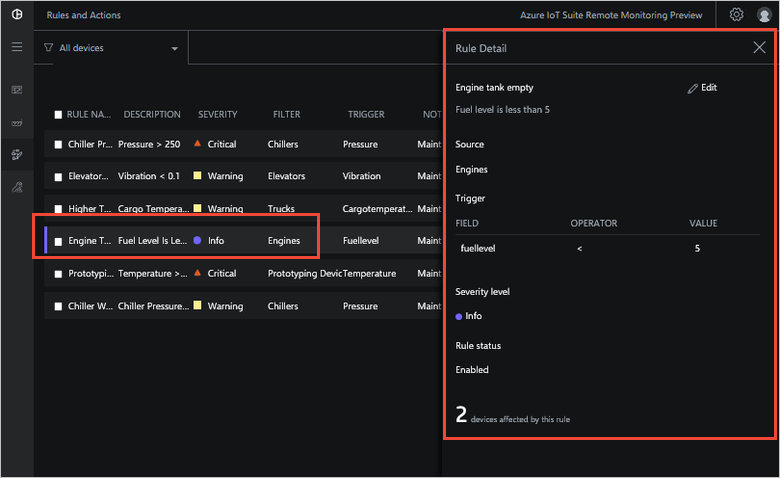 Rules and Actions
Azure IoT Suite Remote Monitoring Preview
All devices
RULE NA... DESCRIPTION SEVERITY FILTER TRIGGER NOT
Chiller Pr... Pressure > 250 Critical Chillers Pressure Maint
Elevator... Vibration < 0.1 Warning Elevators Vibration Maint
Higher T... Cargo Tempera... Warning Trucks Cargotemperat... Maint
Engine T... Fuel Level Is Le... Info Engines Fuellevel Maint
Prototypi... Temperature >... Critical Prototyping Devic Temperature Maint
Chiller W... Chiller Pressure... Warning Chillers Pressure Maint
Rule Detail
Engine tank empty Edit
Fuel level is less than 5
Source
Engines
Trigger
FIELD OPERATOR VALUE
fuellevel < 5
Severity level
Info
Rule status
Enabled
2 devices affected by this rule